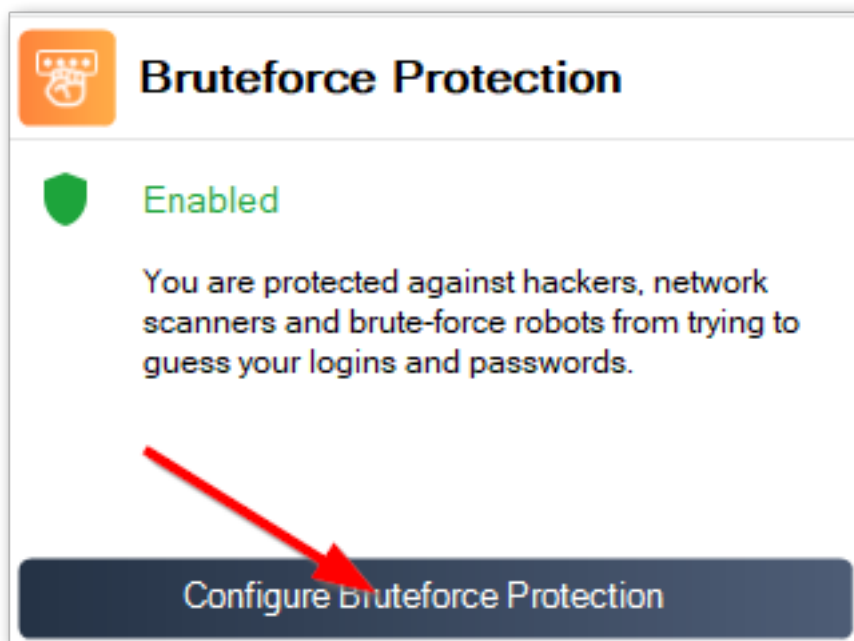 Bruteforce Protection
Enabled
You are protected against hackers, network
scanners and brute-force robots from trying to
guess your logins and passwords.
Configure Bruteforce Protection